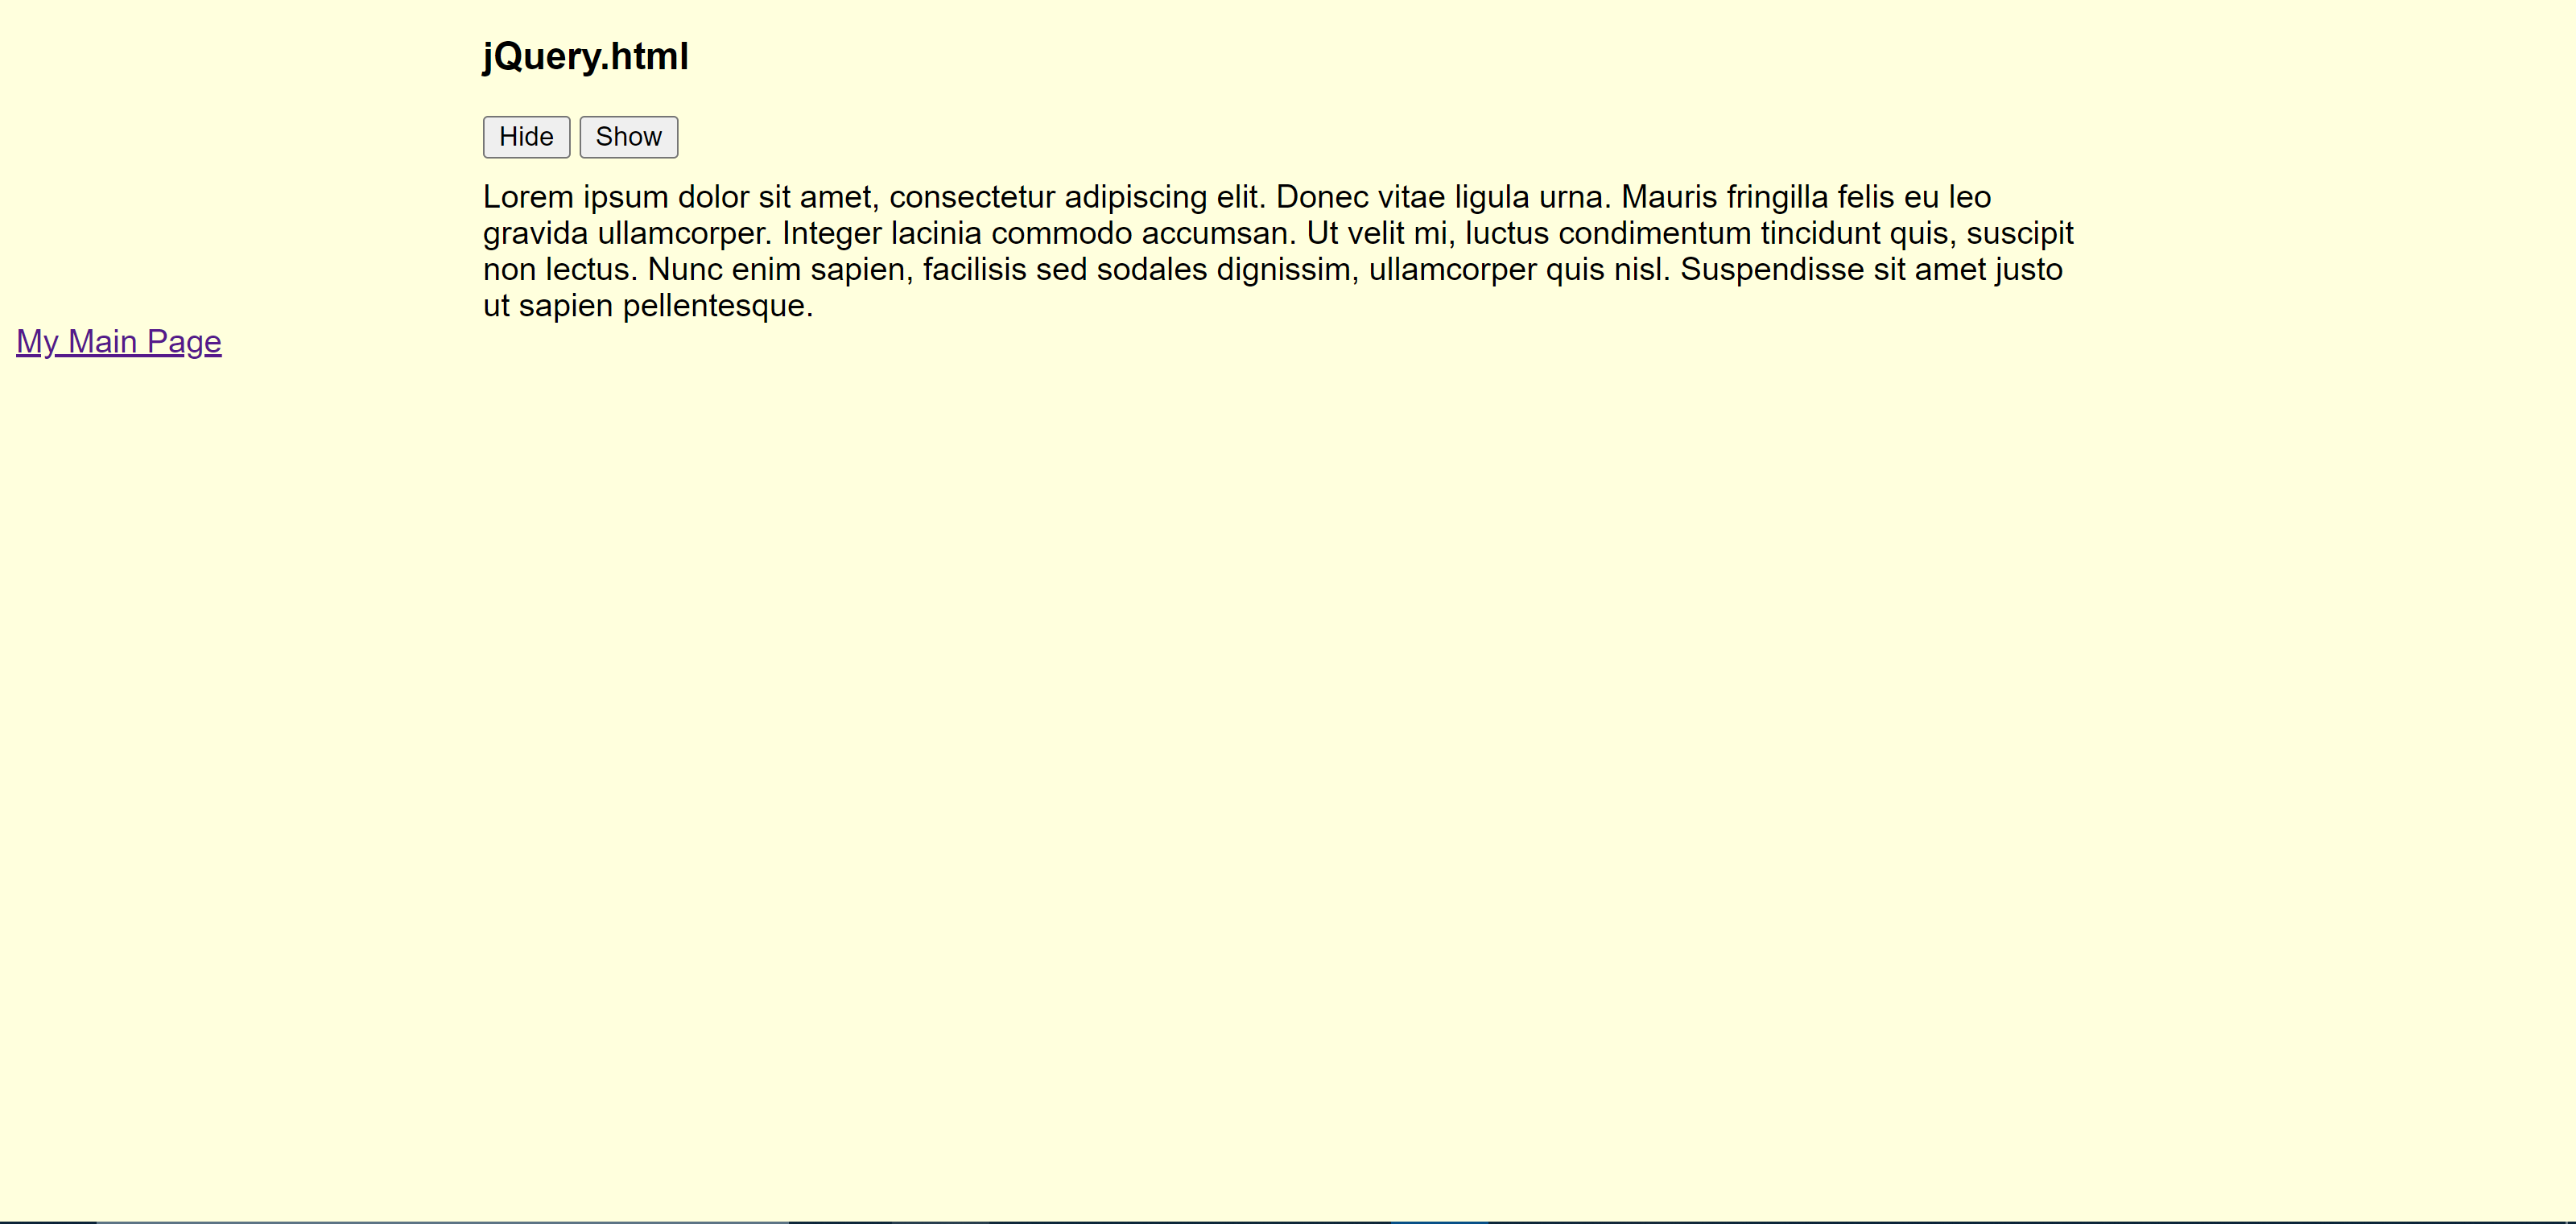 jQuery.html
Hide Show
Lorem ipsum dolor sit amet, consectetur adipiscing elit. Donec vitae ligula urna. Mauris fringilla felis eu leo
gravida ullamcorper. Integer lacinia commodo accumsan. Ut velit mi, luctus condimentum tincidunt quis, suscipit
non lectus. Nunc enim sapien, facilisis sed sodales dignissim, ullamcorper quis nisl. Suspendisse sit amet justo
ut sapien pellentesque.
My Main Page